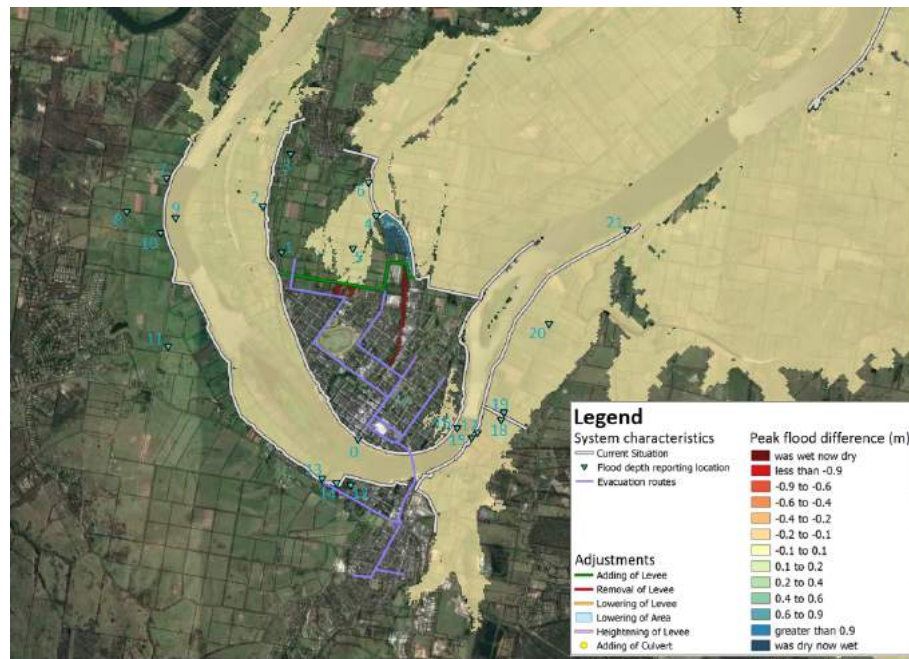 3
6
8
9
2
4
10
21
1
5
20
11
19
17
18
15
0
13
12
Legend
System characteristics
Current Situation
Flood depth reporting location
Evacuation routes
Adjustments
Adding of Levee
Removal of Levee
Lowering of Levee
Lowering of Area
Heightening of Levee
Adding of Culvert
Peak flood difference (m)
was wet now dry
less than -0.9
-0.9 to -0.6
-0.6 to -0.4
-0.4 to -0.2
-0.2 to -0.1
-0.1 to 0.1
0.1 to 0.2
0.2 to 0.4
0.4 to 0.6
0.6 to 0.9
greater than 0.9
was dry now wet